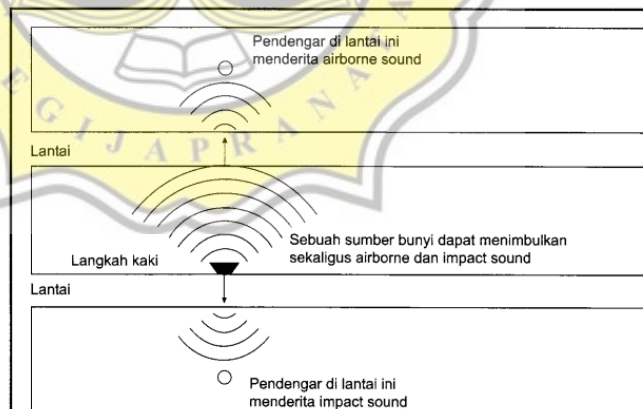 Pendengar di lantai ini
menderita airborne sound
EGIJAPRANATA
Lantai
Sebuah sumber bunyi dapat menimbulkan
sekaligus airborne dan impact sound
Langkah kaki
Lantai
Pendengar di lantai ini
menderita impact sound